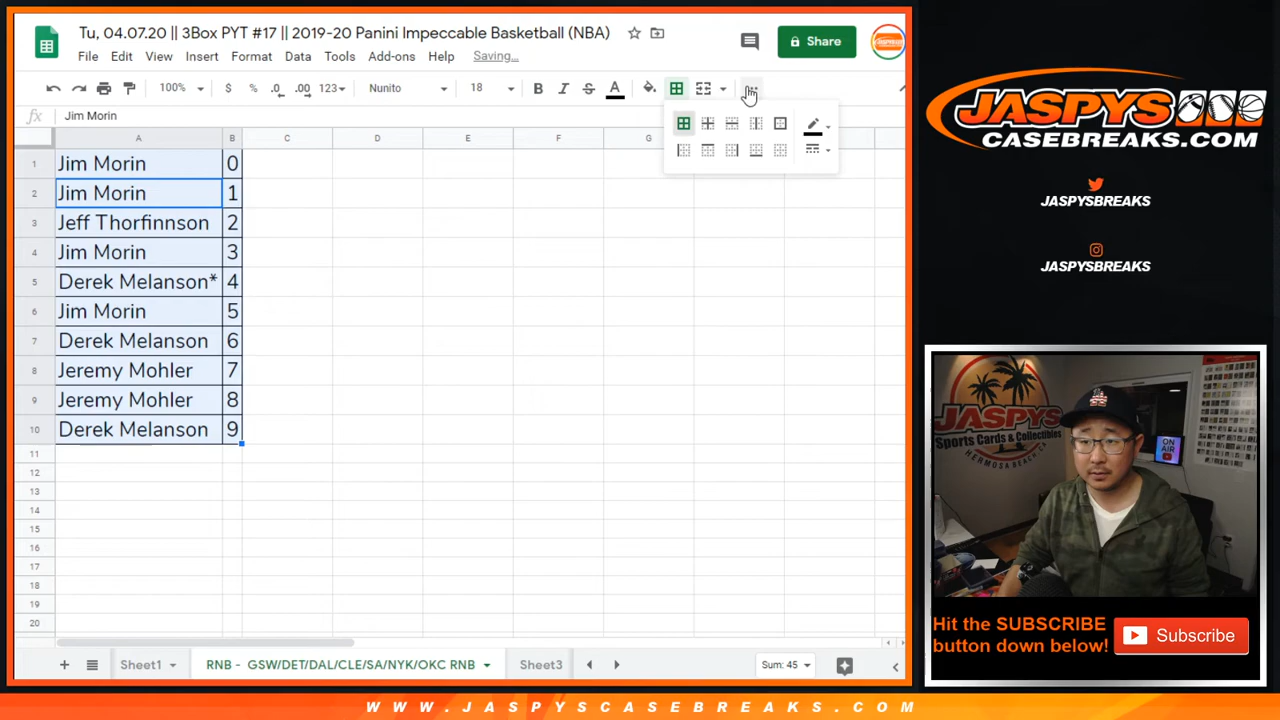 Tu, 04.07.20 || 3Box PYT #17 || 2019-20 Panini Impeccable Basketball (NBA)
File Edit View Insert Format Data Tools Add-ons Help Saving...
Share
100% $ % .0 .00 123 Nunito 18 B I S A
fx Jim Morin
A B C D E F G
1 Jim Morin 0
2 Jim Morin 1
3 Jeff Thorfinnson 2
4 Jim Morin 3
5 Derek Melanson* 4
6 Jim Morin 5
7 Derek Melanson 6
8 Jeremy Mohler 7
9 Jeremy Mohler 8
10 Derek Melanson 9
11
12
13
14
15
16
17
18
19
20
Sheet1 RNB - GSW/DET/DAL/CLE/SA/NYK/OKC RNB Sheet3 Sum: 45
JASPYS
CASEBREAKS.COM
JASPYSBREAKS
JASPYSBREAKS
JASPYS
Sports Cards & Collectibles
HERMOSA BEACH
ON AIR
Hit the SUBSCRIBE
button down below!
Subscribe
WWW.JASPYSCASEBREAKS.COM